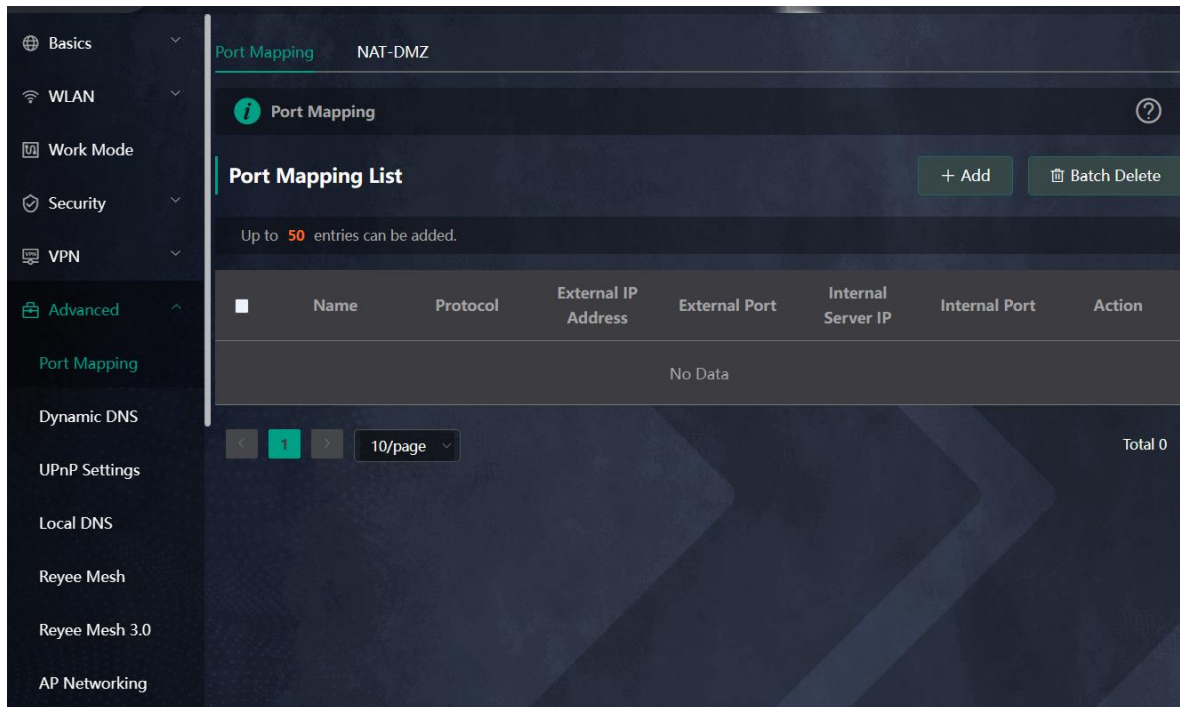 Basics
WLAN
Work Mode
Security
VPN
Advanced
Port Mapping
Dynamic DNS
UPnP Settings
Local DNS
Reyee Mesh
Reyee Mesh 3.0
AP Networking
Port Mapping NAT-DMZ
i Port Mapping ?
Port Mapping List + Add Batch Delete
Up to 50 entries can be added.
Name Protocol External IP Address External Port Internal Server IP Internal Port Action
No Data
< 1 > 10/page Total 0